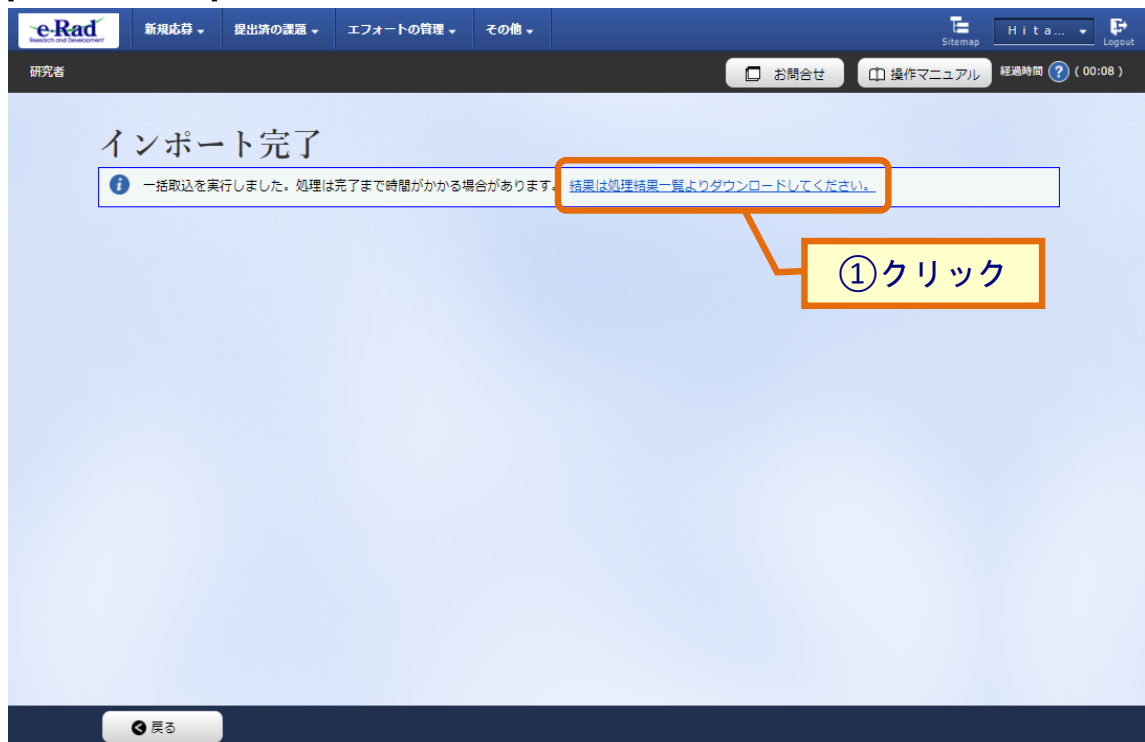 e-Rad
Research and Development
新規応募
提出済の課題
エフォートの管理
その他
Sitemap
Hita...
Logout
研究者
お問合せ
操作マニュアル
経過時間 ? ( 00:08 )
インポート完了
一括取込を実行しました。処理は完了まで時間がかかる場合があります。 結果は処理結果一覧よりダウンロードしてください。
①クリック
戻る